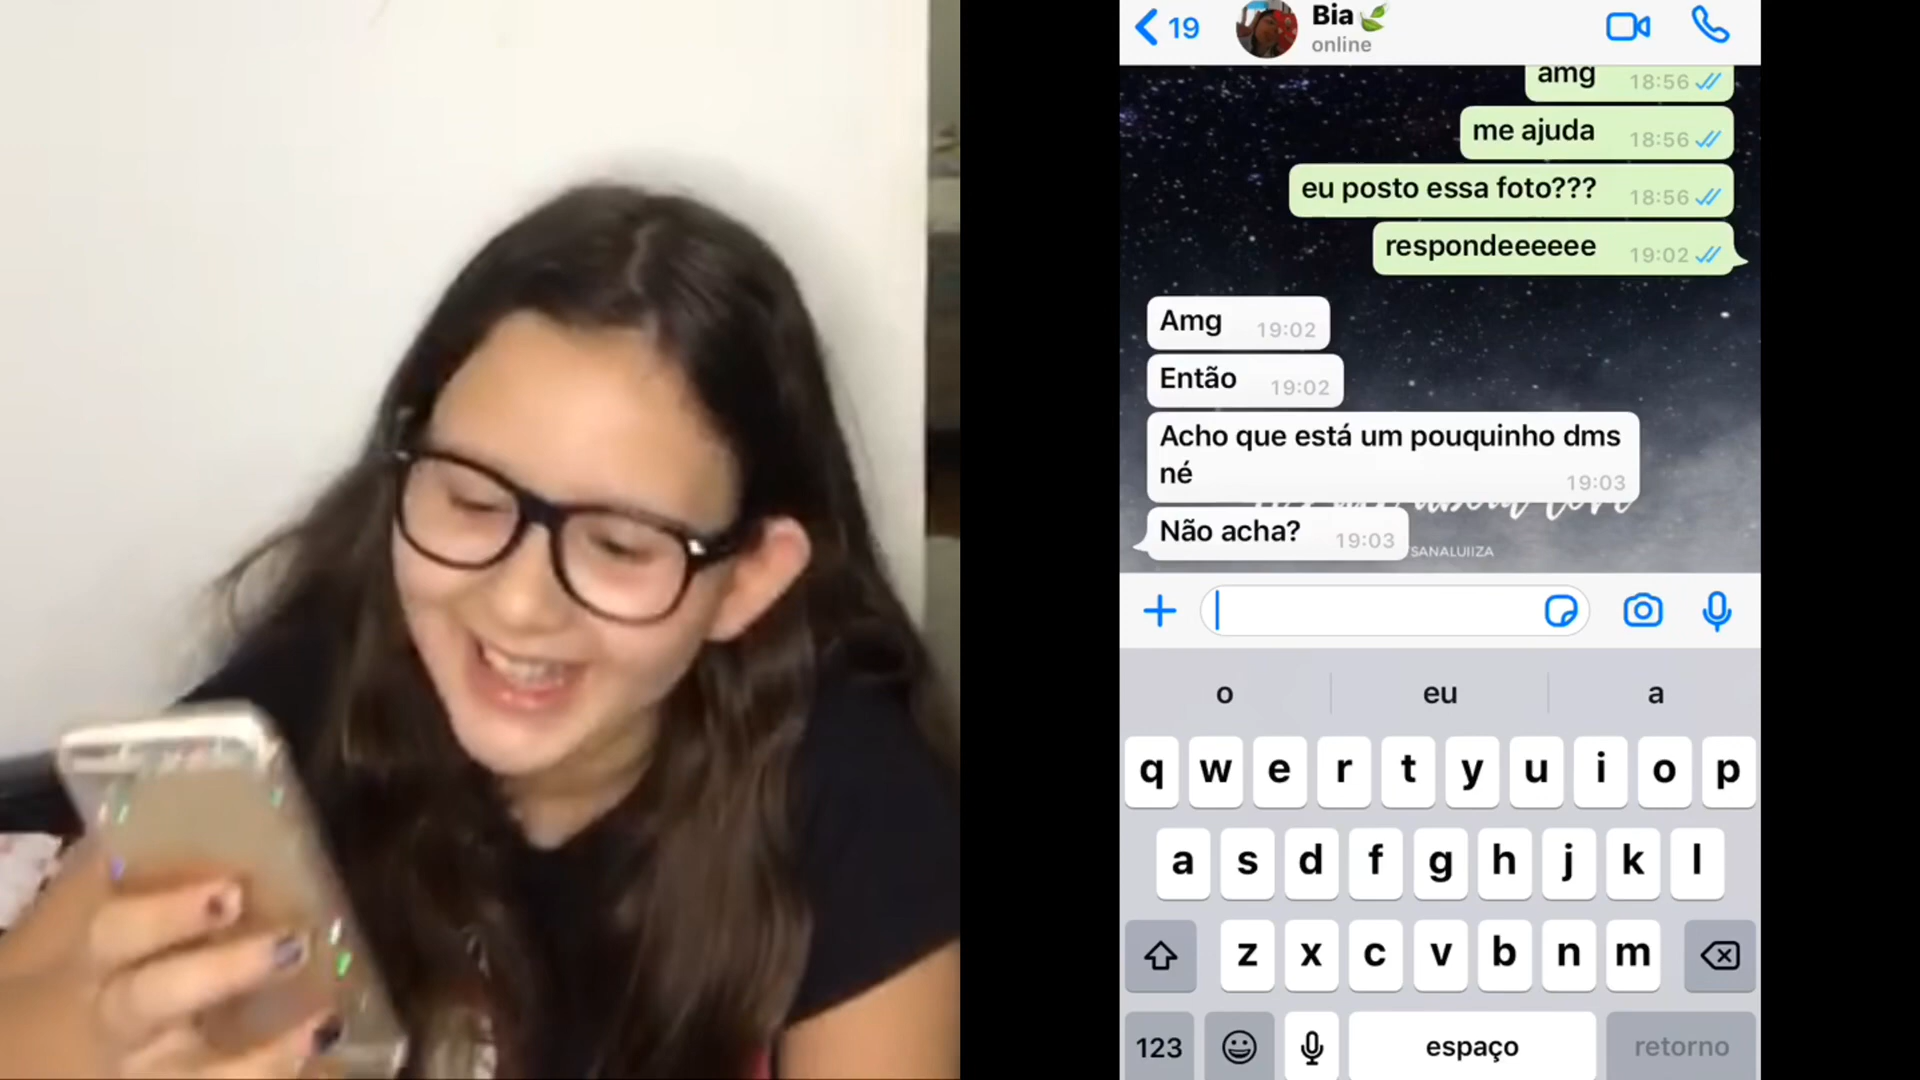 19
Bia
online
amg 18:56
me ajuda 18:56
eu posto essa foto??? 18:56
respondeeeeee 19:02
Amg 19:02
Então 19:02
Acho que está um pouquinho dms
né 19:03
Não acha? 19:03
SANALUIIZA
o eu a
q w e r t y u i o p
a s d f g h j k l
z x c v b n m
123 espaço retorno